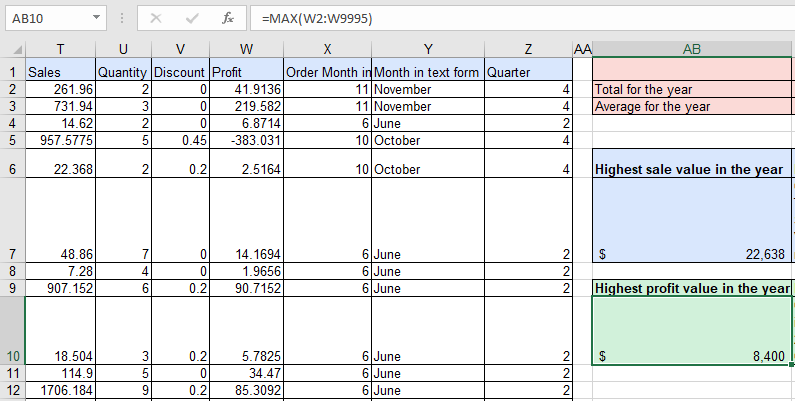 AB10 fx =MAX(W2:W9995)
T U V W X Y Z AA AB
1 Sales Quantity Discount Profit Order Month in Month in text form Quarter
2 261.96 2 0 41.9136 11 November 4 Total for the year
3 731.94 3 0 219.582 11 November 4 Average for the year
4 14.62 2 0 6.8714 6 June 2
5 957.5775 5 0.45 -383.031 10 October 4
6 22.368 2 0.2 2.5164 10 October 4 Highest sale value in the year
7 48.86 7 0 14.1694 6 June 2 $ 22,638
8 7.28 4 0 1.9656 6 June 2
9 907.152 6 0.2 90.7152 6 June 2 Highest profit value in the year
10 18.504 3 0.2 5.7825 6 June 2 $ 8,400
11 114.9 5 0 34.47 6 June 2
12 1706.184 9 0.2 85.3092 6 June 2